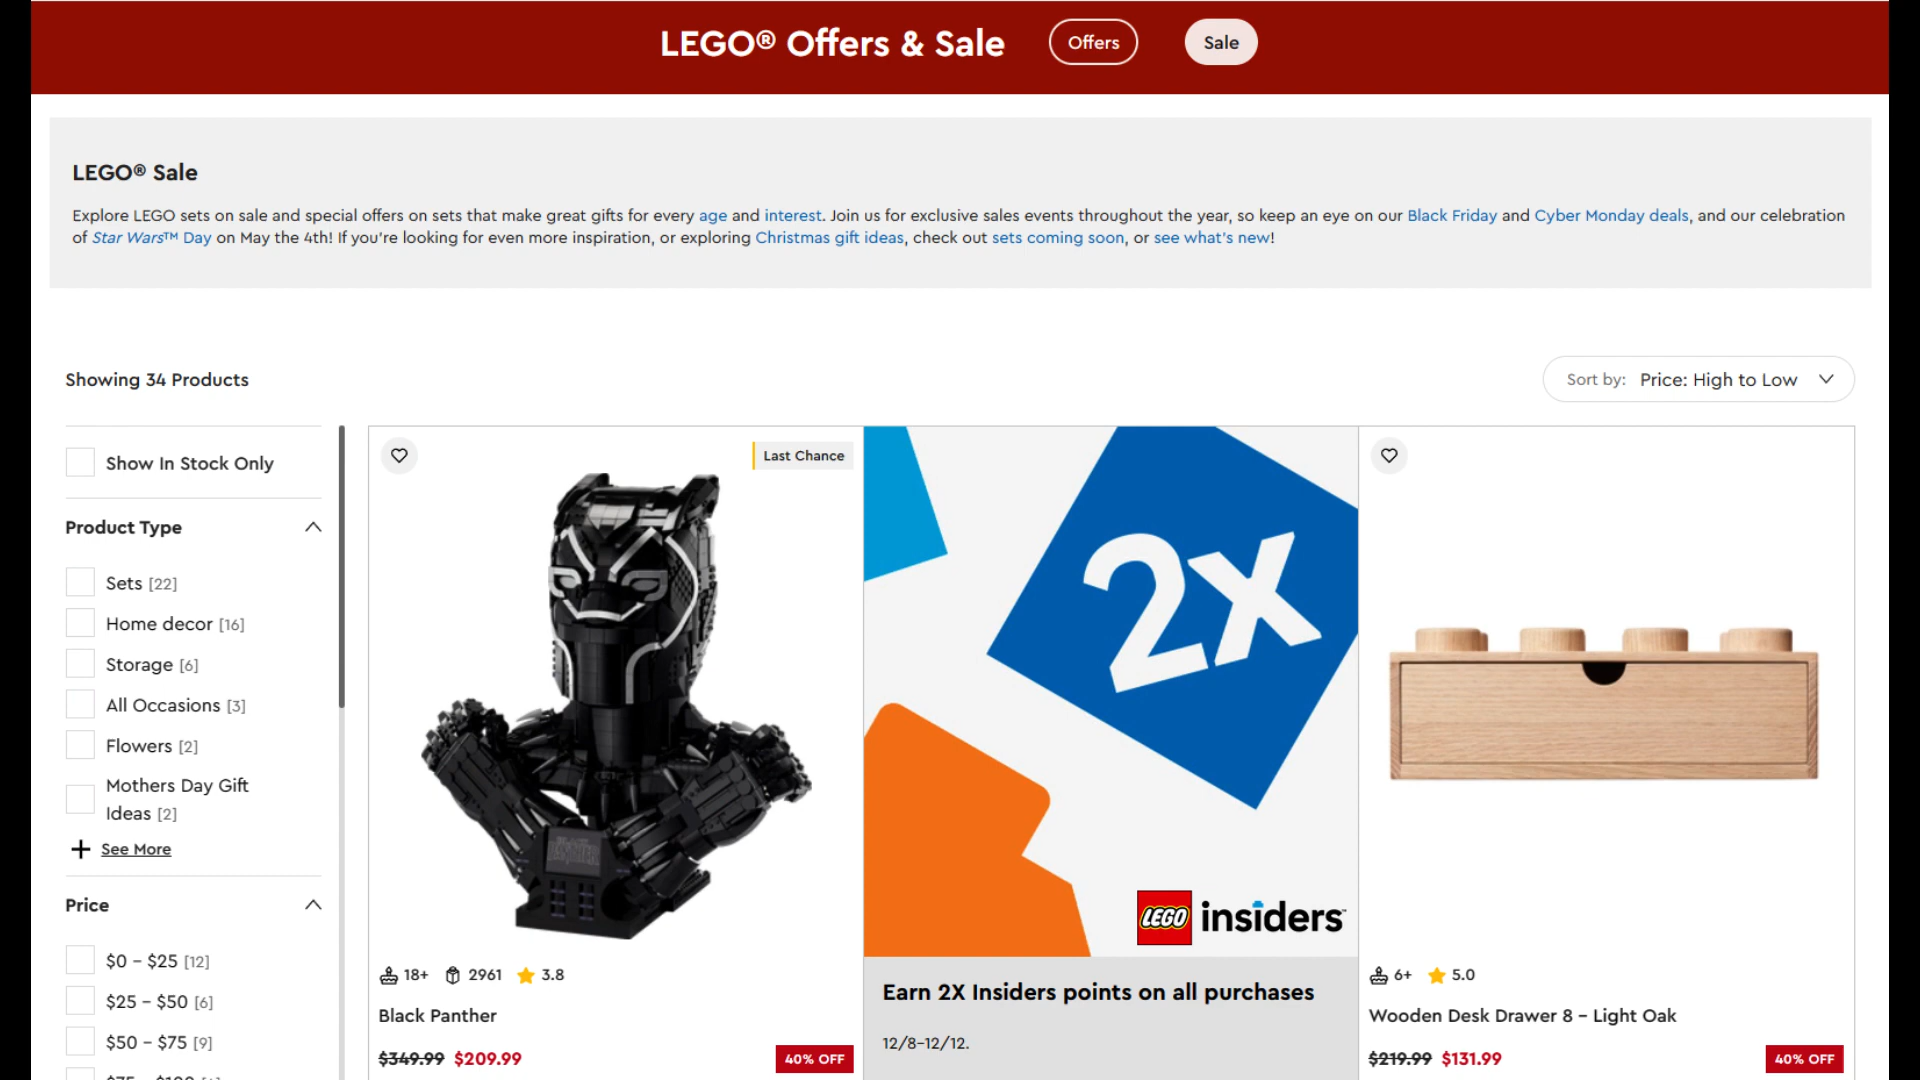 LEGO® Offers & Sale
Offers
Sale
LEGO® Sale
Explore LEGO sets on sale and special offers on sets that make great gifts for every age and interest. Join us for exclusive sales events throughout the year, so keep an eye on our Black Friday and Cyber Monday deals, and our celebration
of Star Wars™ Day on May the 4th! If you're looking for even more inspiration, or exploring Christmas gift ideas, check out sets coming soon, or see what's new!
Showing 34 Products
Sort by: Price: High to Low
Show In Stock Only
Product Type
Sets [22]
Home decor [16]
Storage [6]
All Occasions [3]
Flowers [2]
Mothers Day Gift
Ideas [2]
See More
Price
$0 – $25 [12]
$25 – $50 [6]
$50 – $75 [9]
Last Chance
18+ 2961 3.8
Black Panther
$349.99 $209.99
40% OFF
2x
LEGO insiders™
Earn 2X Insiders points on all purchases
12/8–12/12.
6+ 5.0
Wooden Desk Drawer 8 – Light Oak
$219.99 $131.99
40% OFF